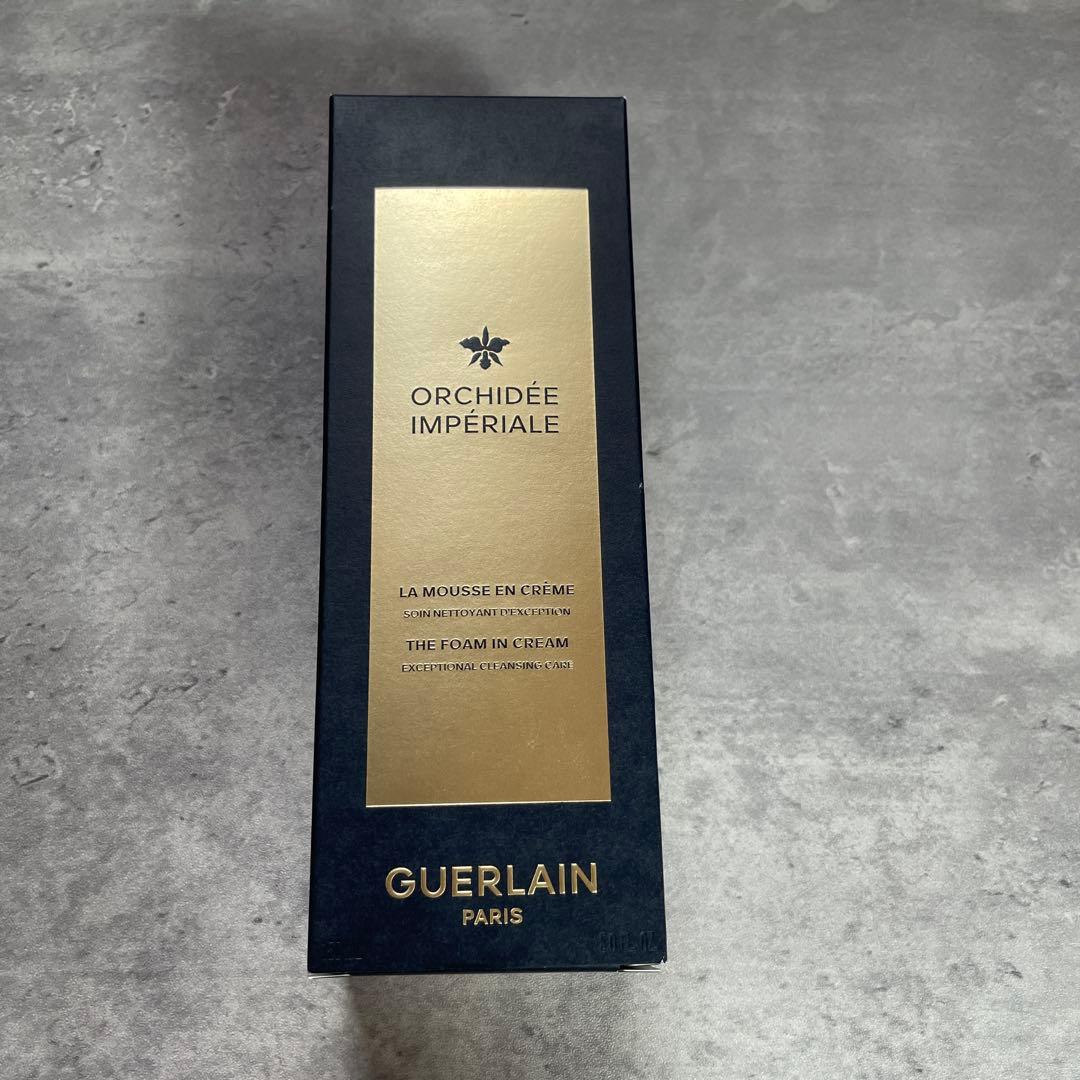 ORCHIDÉE
IMPÉRIALE
LA MOUSSE EN CRÈME
SOIN NETTOYANT D'EXCEPTION
THE FOAM IN CREAM
EXCEPTIONAL CLEANSING CARE
GUERLAIN
PARIS